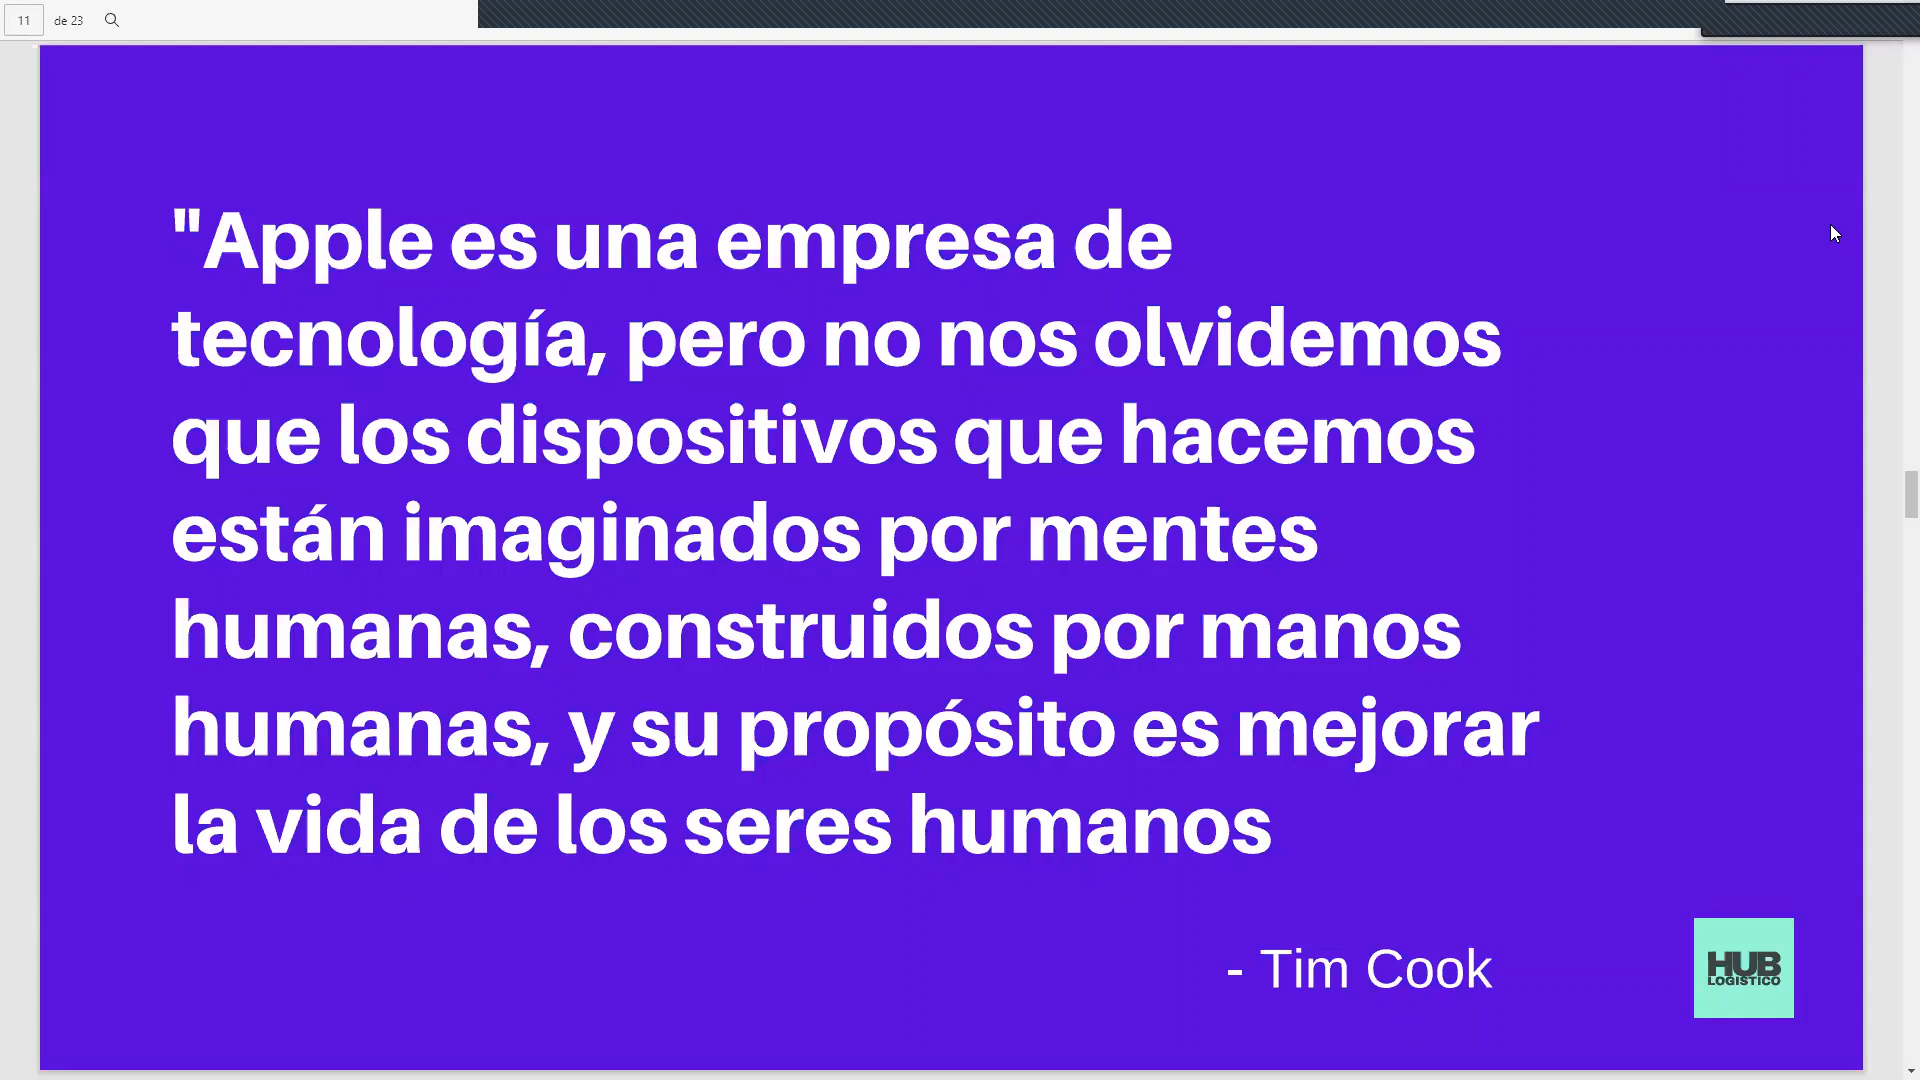 11 de 23
"Apple es una empresa de
tecnología, pero no nos olvidemos
que los dispositivos que hacemos
están imaginados por mentes
humanas, construidos por manos
humanas, y su propósito es mejorar
la vida de los seres humanos
- Tim Cook
HUB
LOGISTICO